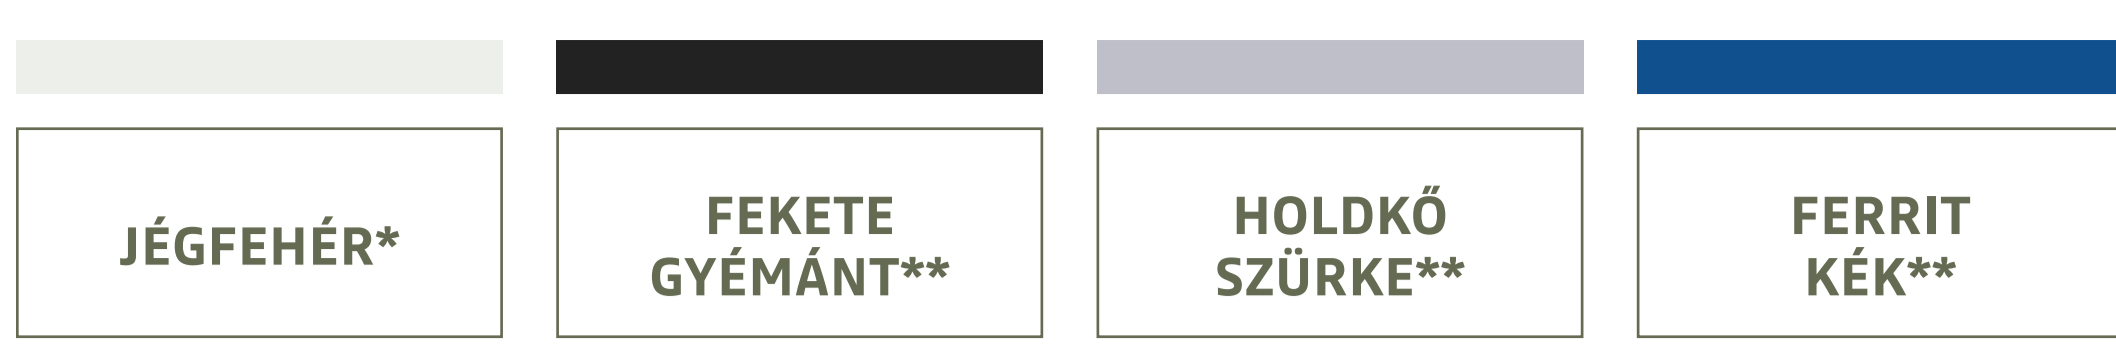 JÉGFEHÉR*
FEKETE
GYÉMÁNT**
HOLDKŐ
SZÜRKE**
FERRIT
KÉK**